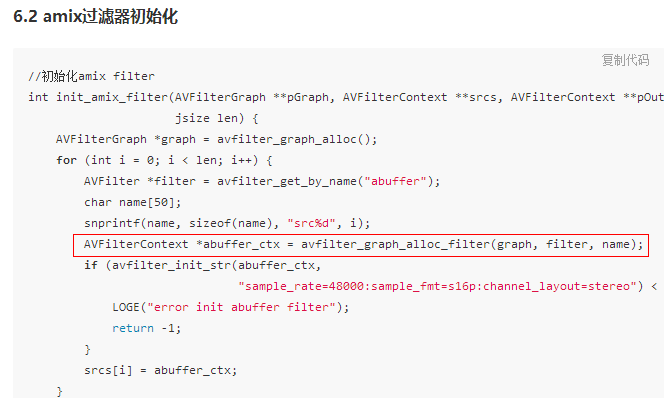 6.2 amix过滤器初始化
复制代码
//初始化amix filter
int init_amix_filter(AVFilterGraph **pGraph, AVFilterContext **srcs, AVFilterContext **pOut
jsize len) {
AVFilterGraph *graph = avfilter_graph_alloc();
for (int i = 0; i < len; i++) {
AVFilter *filter = avfilter_get_by_name("abuffer");
char name[50];
snprintf(name, sizeof(name), "src%d", i);
AVFilterContext *abuffer_ctx = avfilter_graph_alloc_filter(graph, filter, name);
if (avfilter_init_str(abuffer_ctx,
"sample_rate=48000:sample_fmt=s16p:channel_layout=stereo") <
LOGE("error init abuffer filter");
return -1;
}
srcs[i] = abuffer_ctx;
}